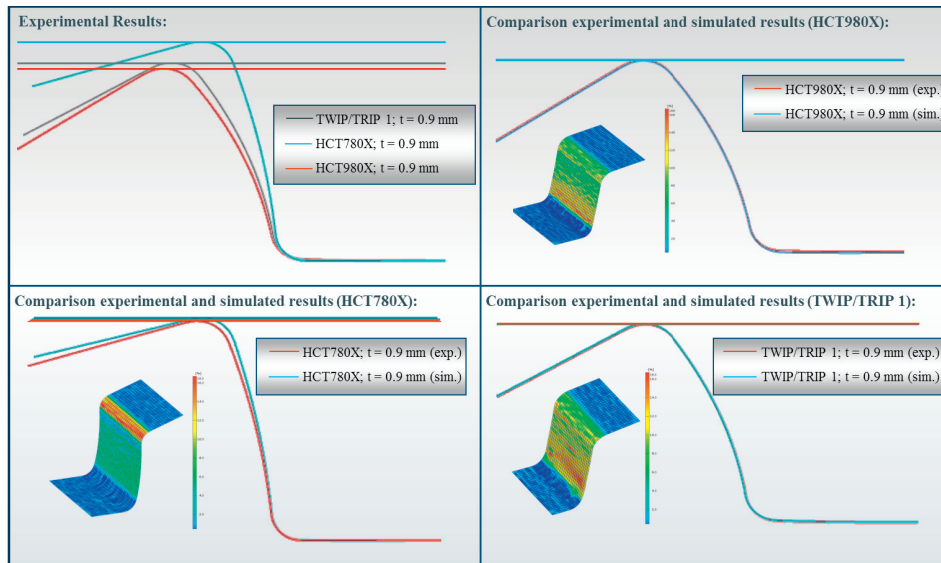 Experimental Results:
TWIP/TRIP 1; t = 0.9 mm
HCT780X; t = 0.9 mm
HCT980X; t = 0.9 mm
Comparison experimental and simulated results (HCT980X):
HCT980X; t = 0.9 mm (exp.)
HCT980X; t = 0.9 mm (sim.)
Comparison experimental and simulated results (HCT780X):
HCT780X; t = 0.9 mm (exp.)
HCT780X; t = 0.9 mm (sim.)
Comparison experimental and simulated results (TWIP/TRIP 1):
TWIP/TRIP 1; t = 0.9 mm (exp.)
TWIP/TRIP 1; t = 0.9 mm (sim.)